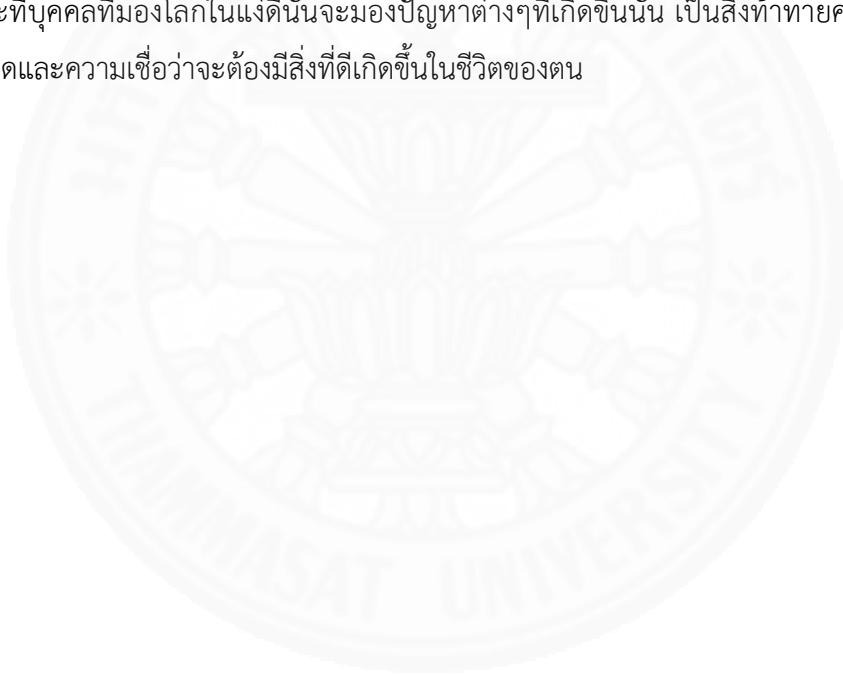 ที่บุคคลที่มองโลกในแง่ดีนั้นจะมองปัญหาต่างๆที่เกิดขึ้นนั้น เป็นสิ่งท้าทาย
และความเชื่อว่าจะต้องมีสิ่งที่ดีเกิดขึ้นในชีวิตของตน
THAMMASAT UNIVERSITY